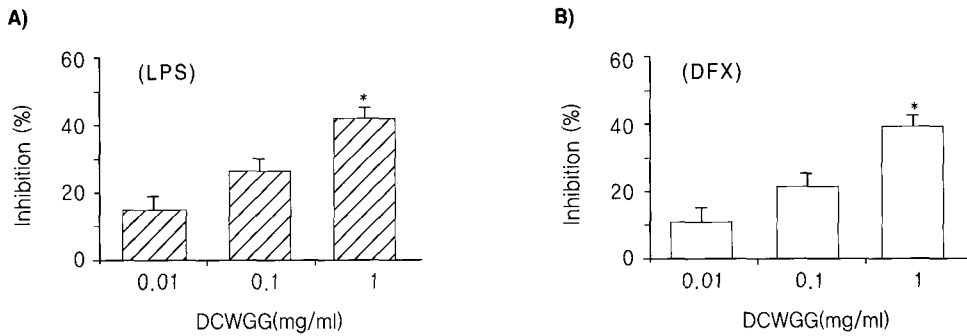 A)
60
(LPS)
*
40
Inhibition (%)
20
0
0.01 0.1 1
DCWGG(mg/ml)
B)
60
(DFX)
*
40
Inhibition (%)
20
0
0.01 0.1 1
DCWGG(mg/ml)